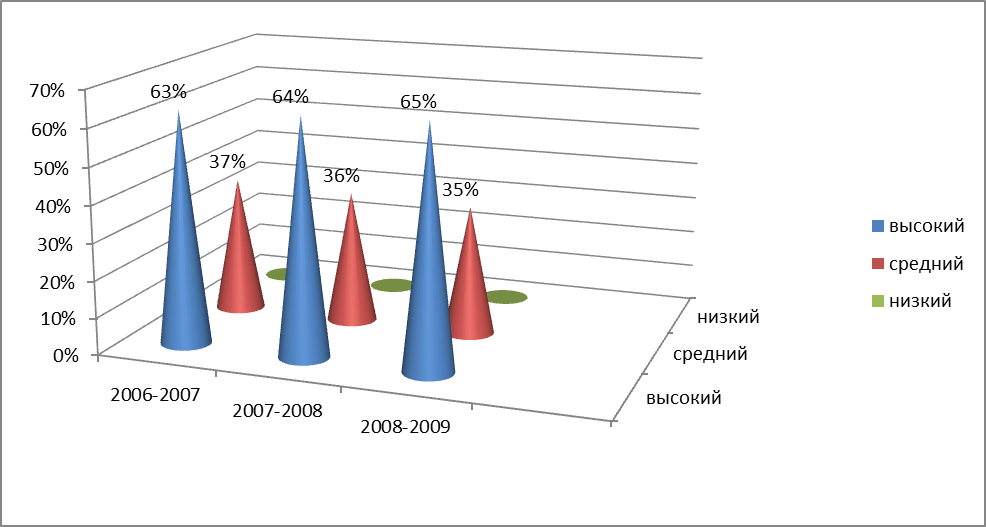 70%
60%
50%
40%
30%
20%
10%
0%
63%
64%
65%
37%
36%
35%
2006-2007
2007-2008
2008-2009
низкий
средний
высокий
высокий
средний
низкий